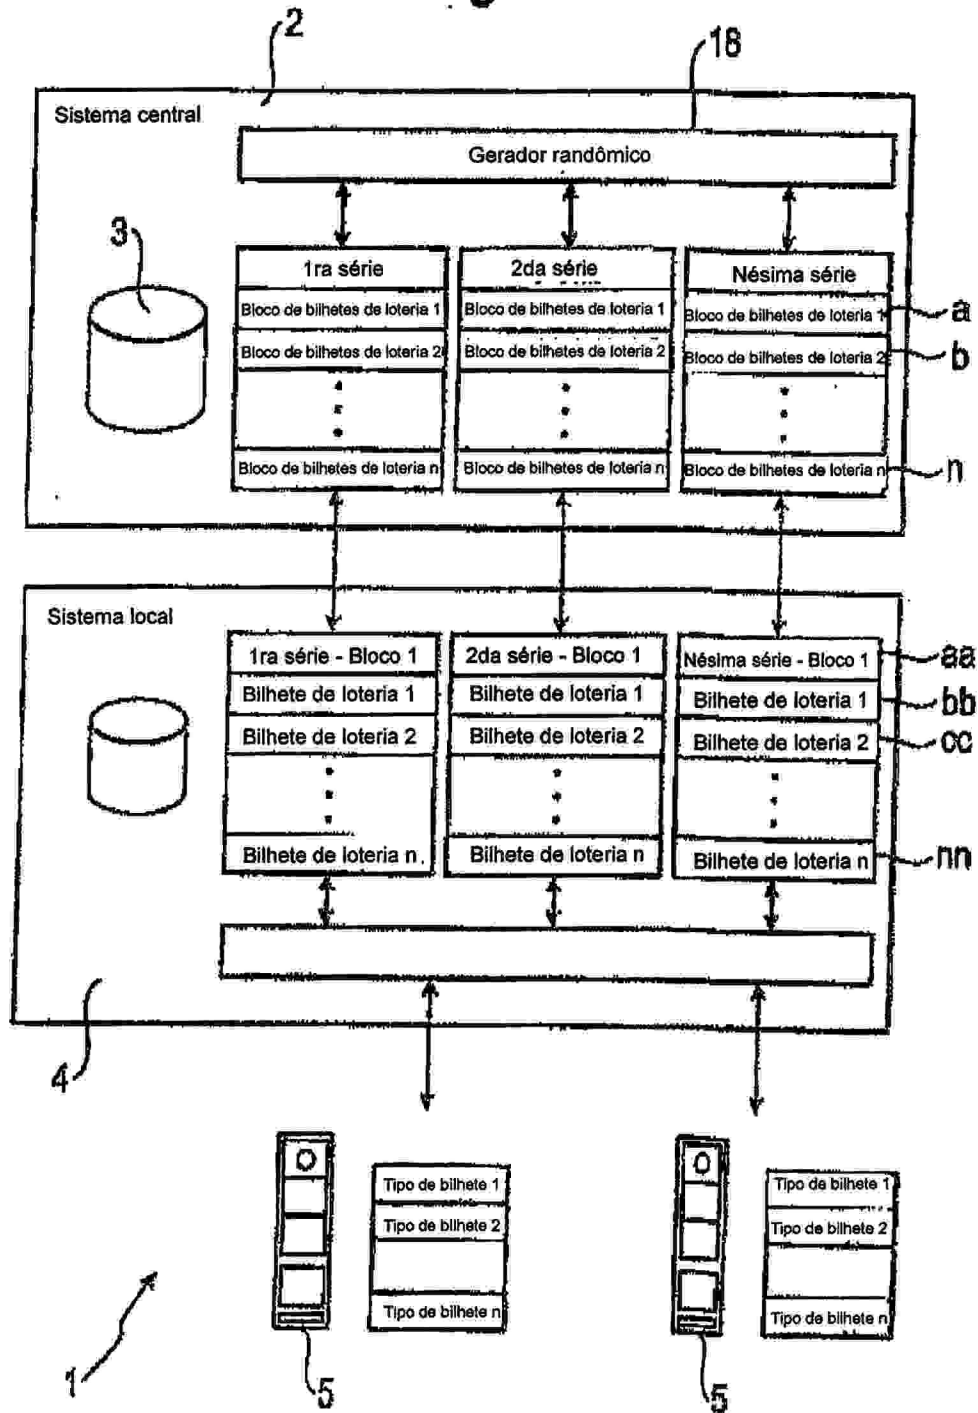 2
18
Sistema central
Gerador randômico
3
1ra série
2da série
Nésima série
Bloco de bilhetes de loteria 1
Bloco de bilhetes de loteria 1
Bloco de bilhetes de loteria 1
a
Bloco de bilhetes de loteria 2
Bloco de bilhetes de loteria 2
Bloco de bilhetes de loteria 2
b
Bloco de bilhetes de loteria n
Bloco de bilhetes de loteria n
Bloco de bilhetes de loteria n
n
Sistema local
1ra série - Bloco 1
2da série - Bloco 1
Nésima série - Bloco 1
aa
Bilhete de loteria 1
Bilhete de loteria 1
Bilhete de loteria 1
bb
Bilhete de loteria 2
Bilhete de loteria 2
Bilhete de loteria 2
cc
Bilhete de loteria n
Bilhete de loteria n
Bilhete de loteria n
nn
4
Tipo de bilhete 1
Tipo de bilhete 2
Tipo de bilhete n
Tipo de bilhete 1
Tipo de bilhete 2
Tipo de bilhete n
1
5
5